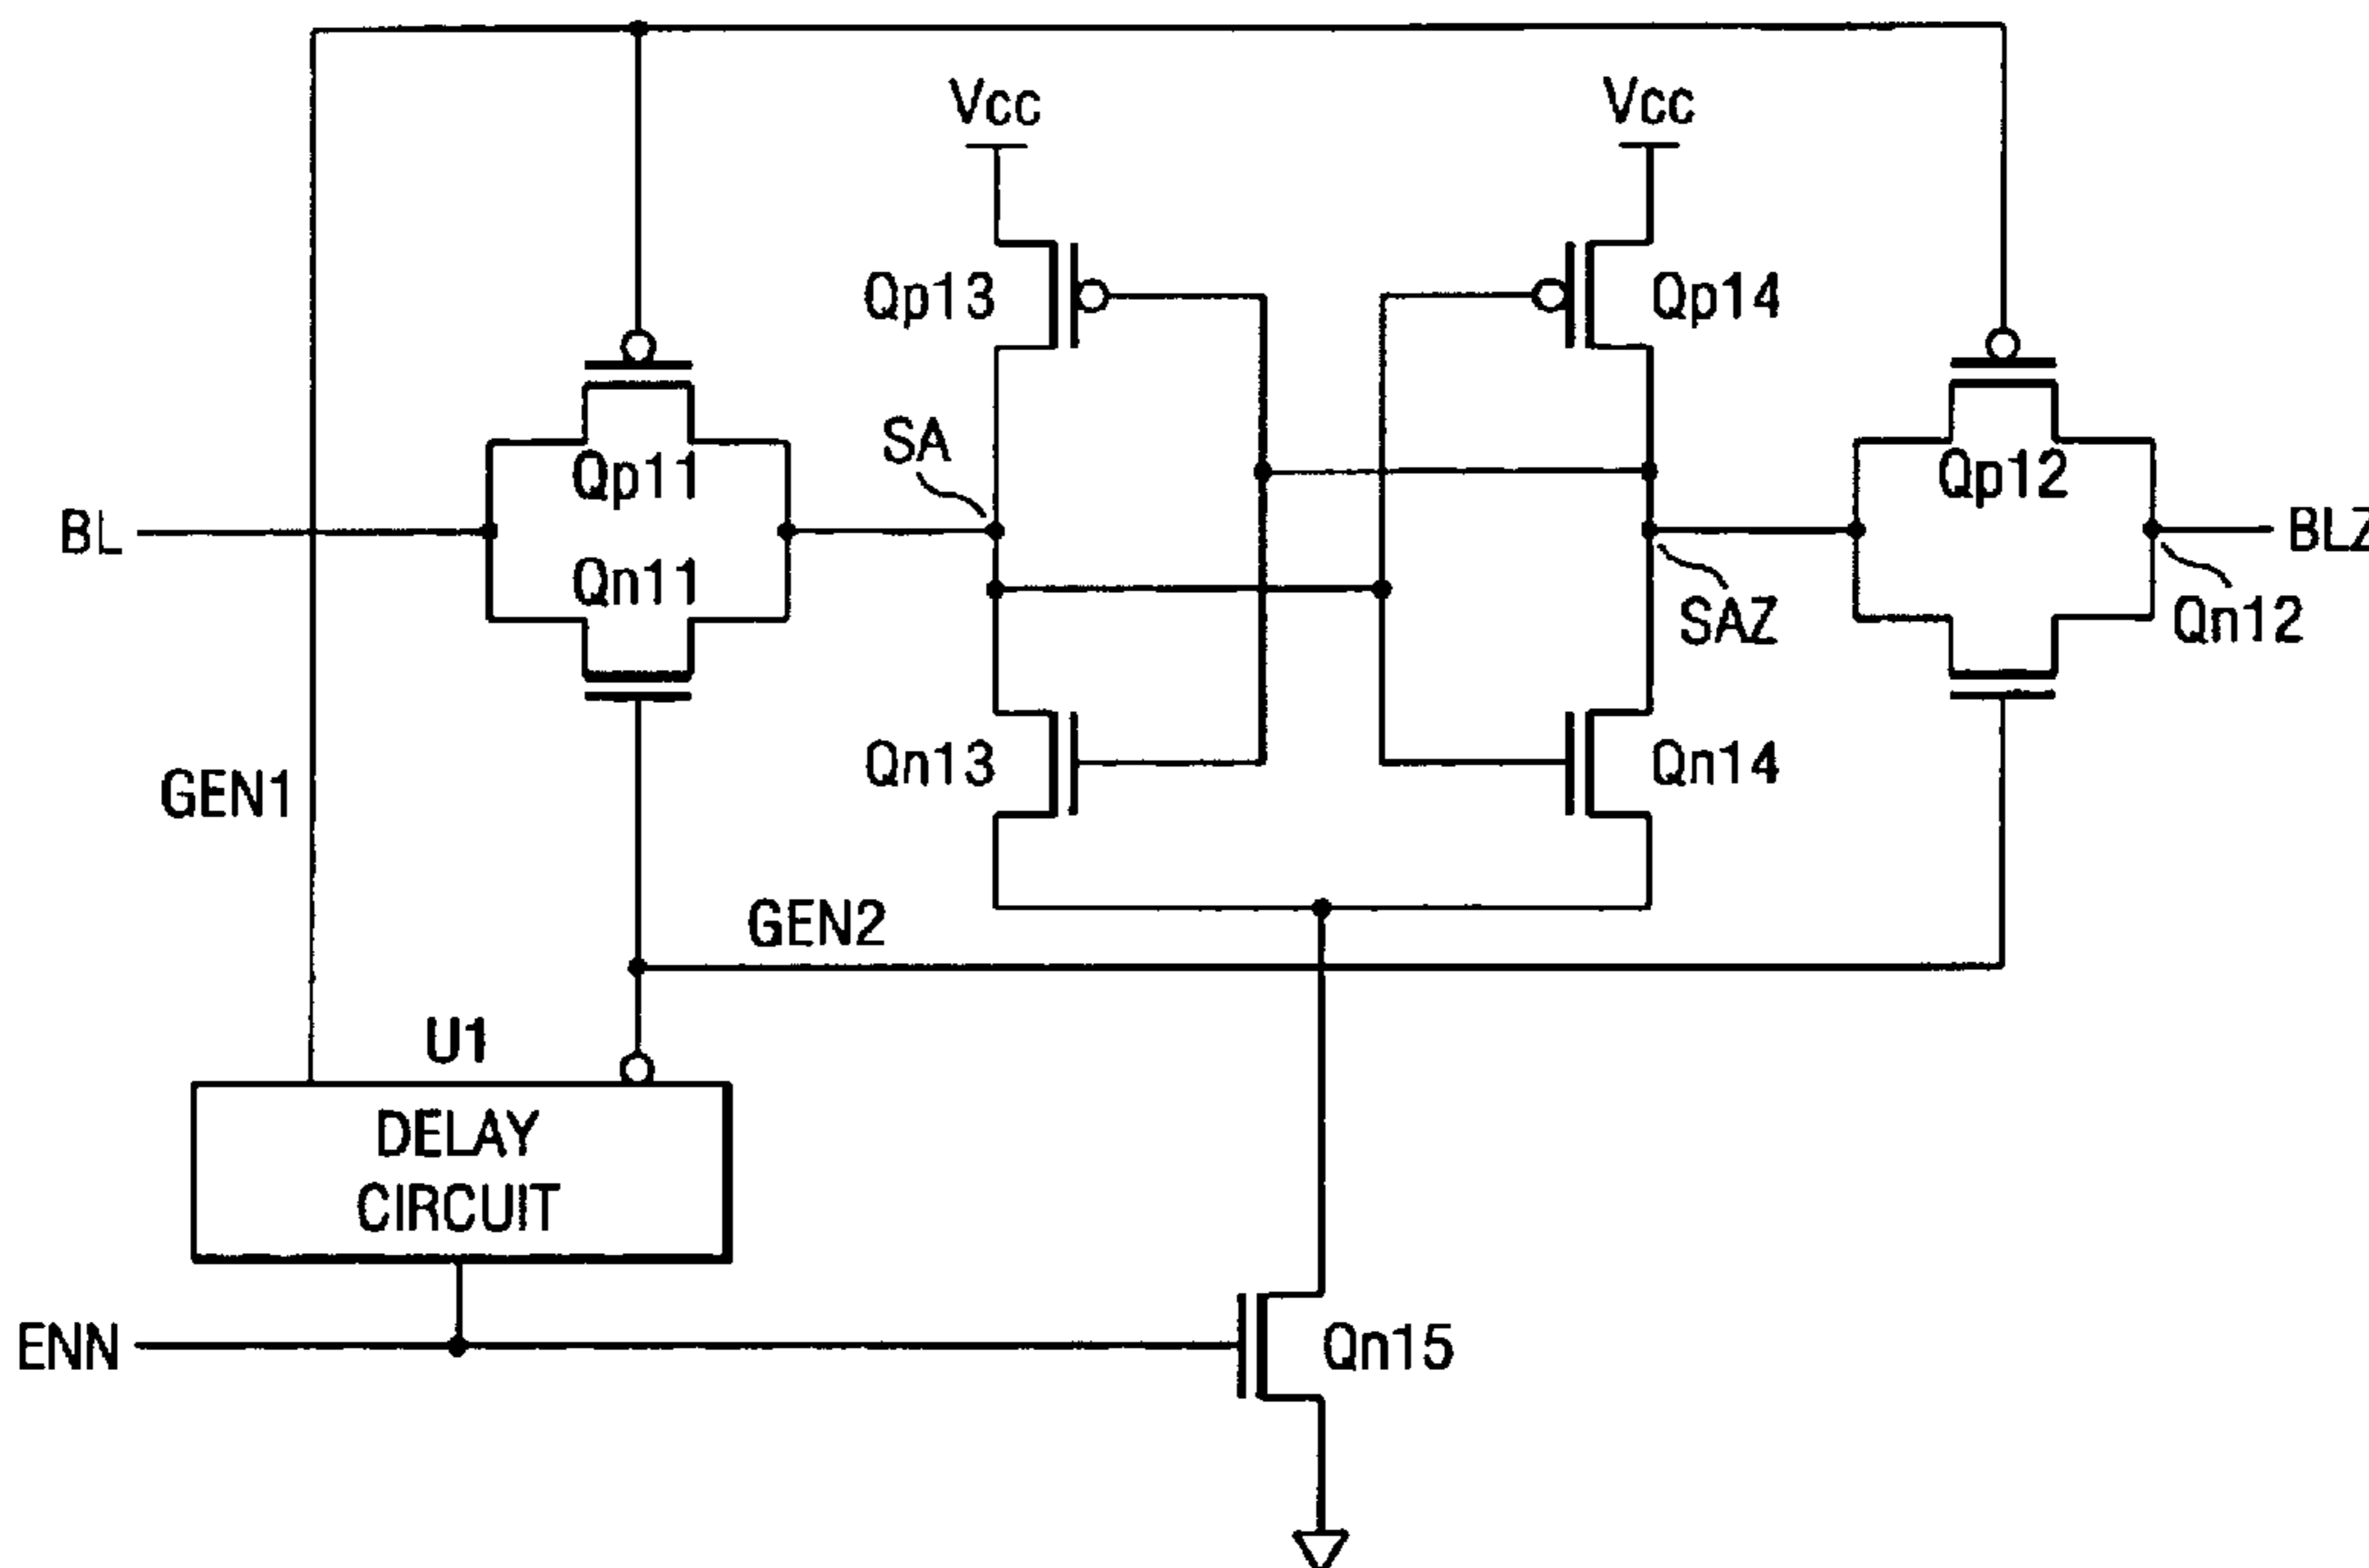 Vcc
Vcc
Qp13
Qp14
SA
Qp11
Qp12
BL
BLZ
Qn11
SAZ
Qn12
Qn13
Qn14
GEN1
GEN2
U1
DELAY
CIRCUIT
ENN
Qn15